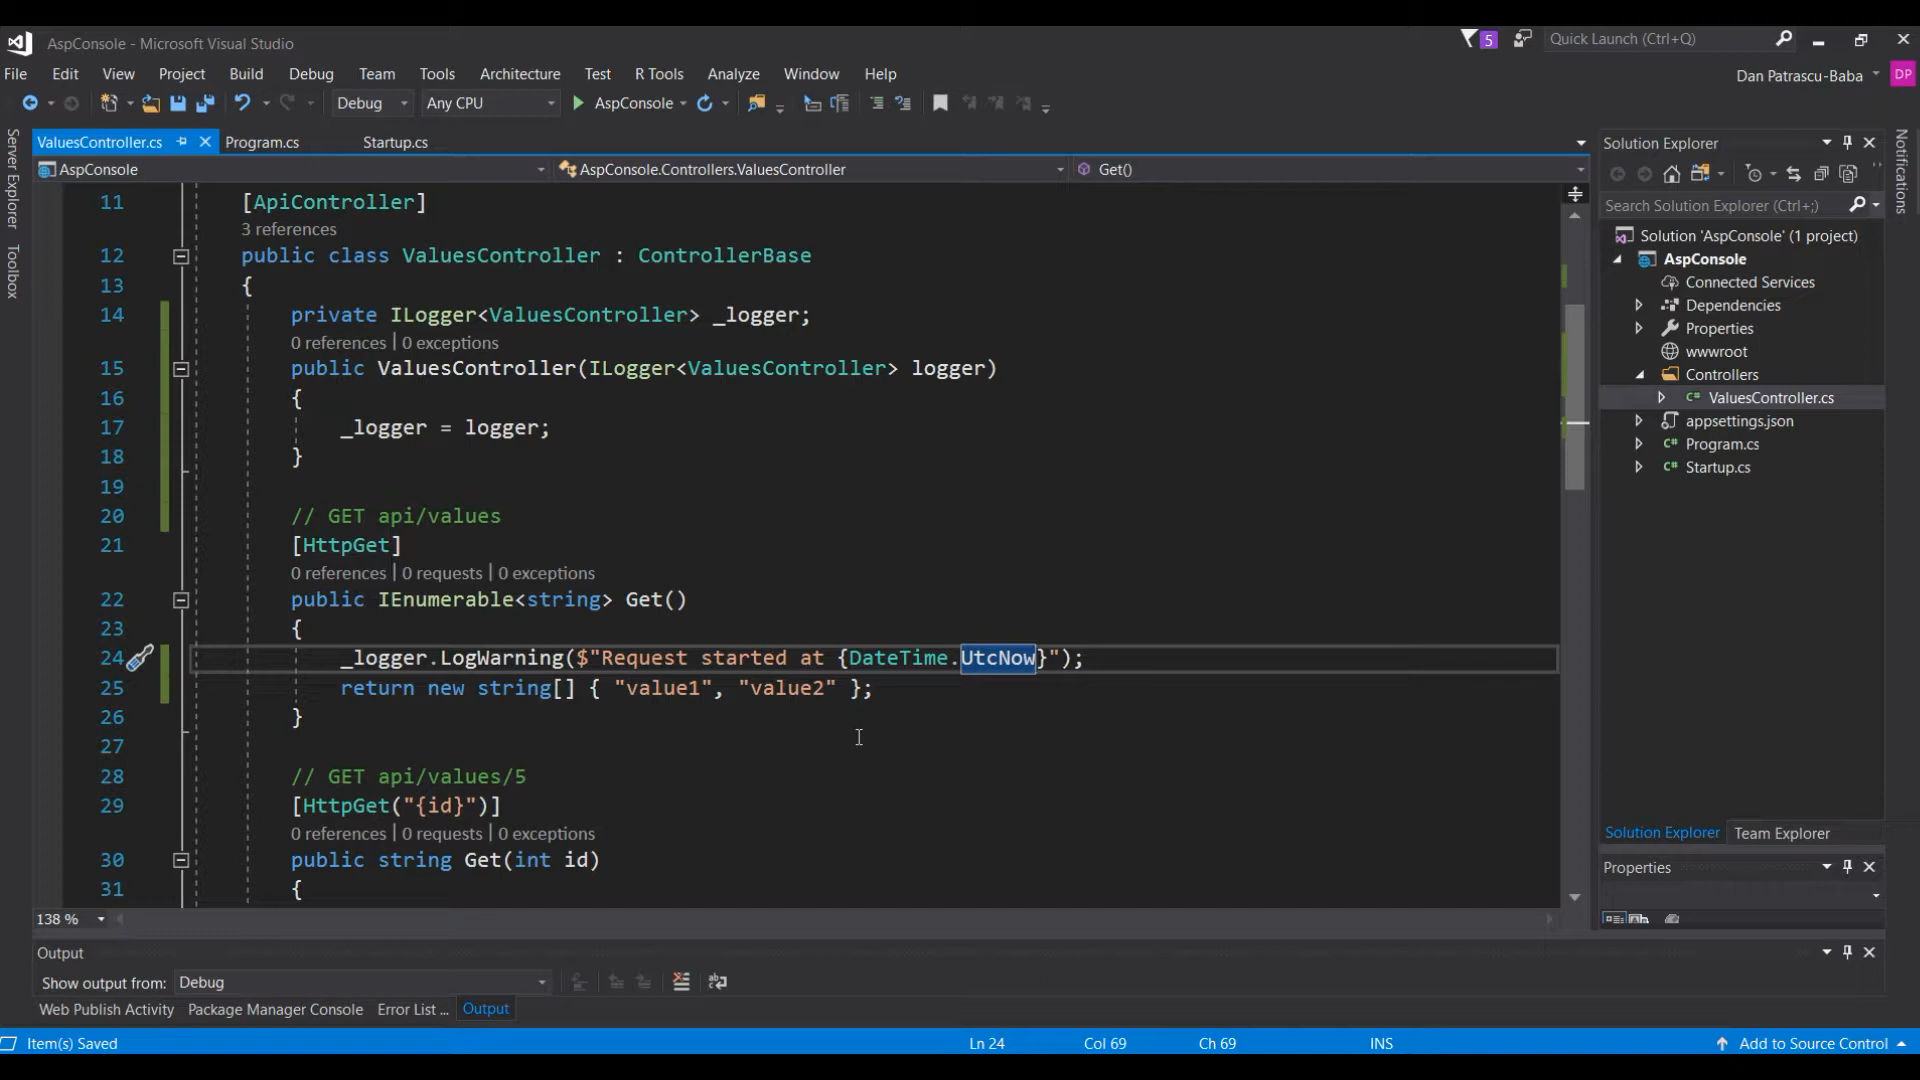 AspConsole - Microsoft Visual Studio
5
Quick Launch (Ctrl+Q)
File Edit View Project Build Debug Team Tools Architecture Test R Tools Analyze Window Help
Dan Patrascu-Baba
DP
Debug
Any CPU
AspConsole
Server Explorer
Toolbox
Notifications
ValuesController.cs
Program.cs
Startup.cs
AspConsole
AspConsole.Controllers.ValuesController
Get()
11 [ApiController]
3 references
12 public class ValuesController : ControllerBase
13 {
14 private ILogger<ValuesController> _logger;
0 references | 0 exceptions
15 public ValuesController(ILogger<ValuesController> logger)
16 {
17 _logger = logger;
18 }
19
20 // GET api/values
21 [HttpGet]
0 references | 0 requests | 0 exceptions
22 public IEnumerable<string> Get()
23 {
24 _logger.LogWarning($"Request started at {DateTime.UtcNow}");
25 return new string[] { "value1", "value2" };
26 }
27
28 // GET api/values/5
29 [HttpGet("{id}")]
0 references | 0 requests | 0 exceptions
30 public string Get(int id)
31 {
138 %
Solution Explorer
Search Solution Explorer (Ctrl+;)
Solution 'AspConsole' (1 project)
AspConsole
Connected Services
Dependencies
Properties
wwwroot
Controllers
C# ValuesController.cs
appsettings.json
C# Program.cs
C# Startup.cs
Solution Explorer
Team Explorer
Properties
Output
Show output from: Debug
Web Publish Activity
Package Manager Console
Error List ...
Output
Item(s) Saved
Ln 24
Col 69
Ch 69
INS
Add to Source Control